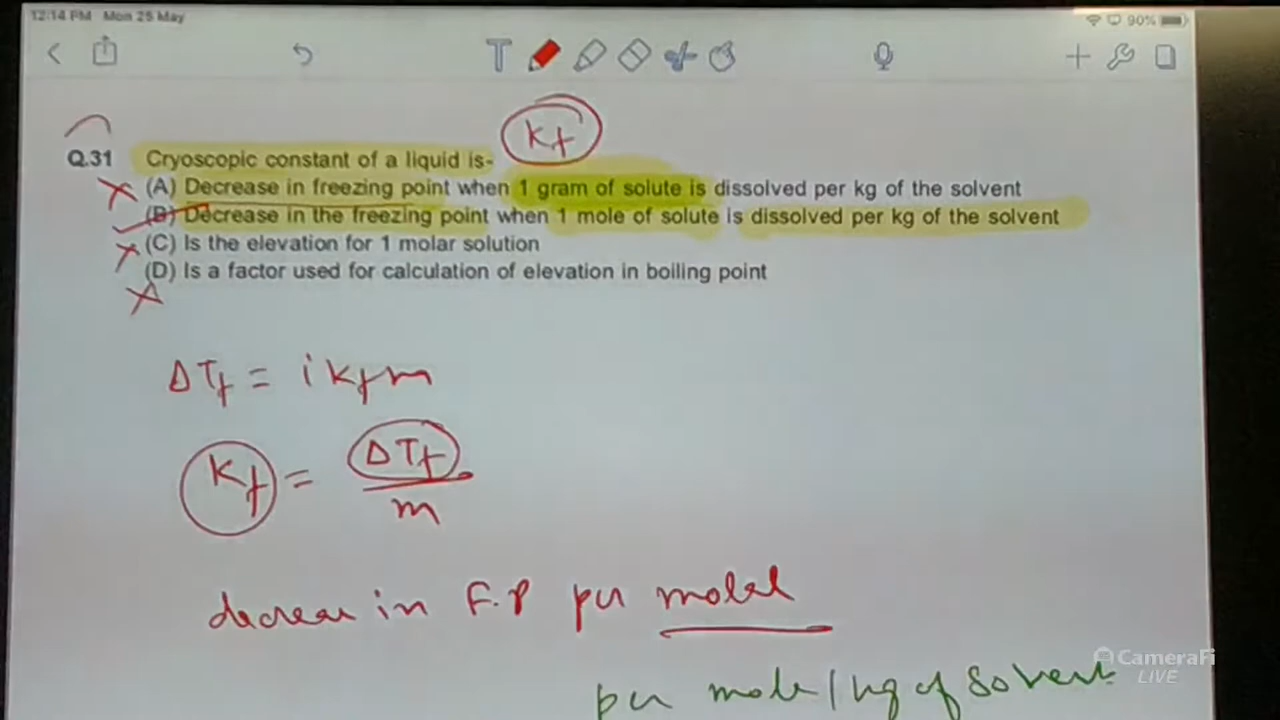 12:14 PM Mon 25 May
90%
T
Kf
Q.31 Cryoscopic constant of a liquid is-
(A) Decrease in freezing point when 1 gram of solute is dissolved per kg of the solvent
(B) Decrease in the freezing point when 1 mole of solute is dissolved per kg of the solvent
(C) Is the elevation for 1 molar solution
(D) Is a factor used for calculation of elevation in boiling point
ΔTf = i kfm
Kf = ΔTf
m
decrease in F.P per molal
per mole/kg of solvent
CameraFi
LIVE